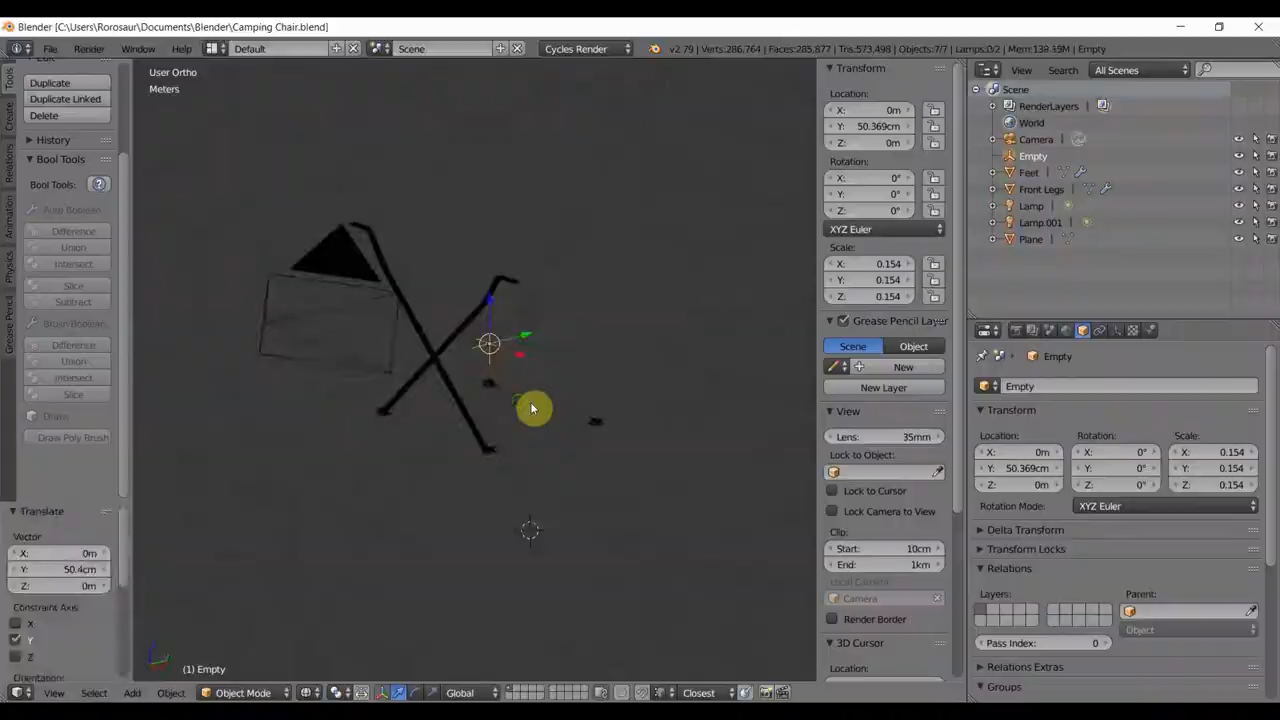 Blender [C:\Users\Rorosaur\Documents\Blender\Camping Chair.blend]
File Render Window Help Default Scene Cycles Render v2.79 | Verts:286,764 | Faces:285,877 | Tris:573,498 | Objects:7/7 | Lamps:0/2 | Mem:138.35M | Empty
Tools
Create
Relations
Animation
Physics
Grease Pencil
Edit
Duplicate
Duplicate Linked
Delete
History
Bool Tools
Bool Tools:
Auto Boolean
Difference
Union
Intersect
Slice
Subtract
Brush Boolean
Difference
Union
Intersect
Slice
Draw Poly Brush
Translate
Vector
X: 0m
Y: 50.4cm
Z: 0m
Constraint Axis
X
Y
Z
Orientation
User Ortho
Meters
(1) Empty
View Select Add Object Object Mode Global Closest
Transform
Location:
X: 0m
Y: 50.369cm
Z: 0m
Rotation:
X: 0°
Y: 0°
Z: 0°
XYZ Euler
Scale:
X: 0.154
Y: 0.154
Z: 0.154
Grease Pencil Layer
Scene Object
New
New Layer
View
Lens: 35mm
Lock to Object:
Lock to Cursor
Lock Camera to View
Clip:
Start: 10cm
End: 1km
Local Camera:
Camera
Render Border
3D Cursor
Location:
View Search All Scenes
Scene
RenderLayers
World
Camera
Empty
Feet
Front Legs
Lamp
Lamp.001
Plane
Empty
Empty
Transform
Location: Rotation: Scale:
X: 0m X: 0° X: 0.154
Y: 50.369cm Y: 0° Y: 0.154
Z: 0m Z: 0° Z: 0.154
Rotation Mode: XYZ Euler
Delta Transform
Transform Locks
Relations
Layers: Parent:
Object
Pass Index: 0
Relations Extras
Groups